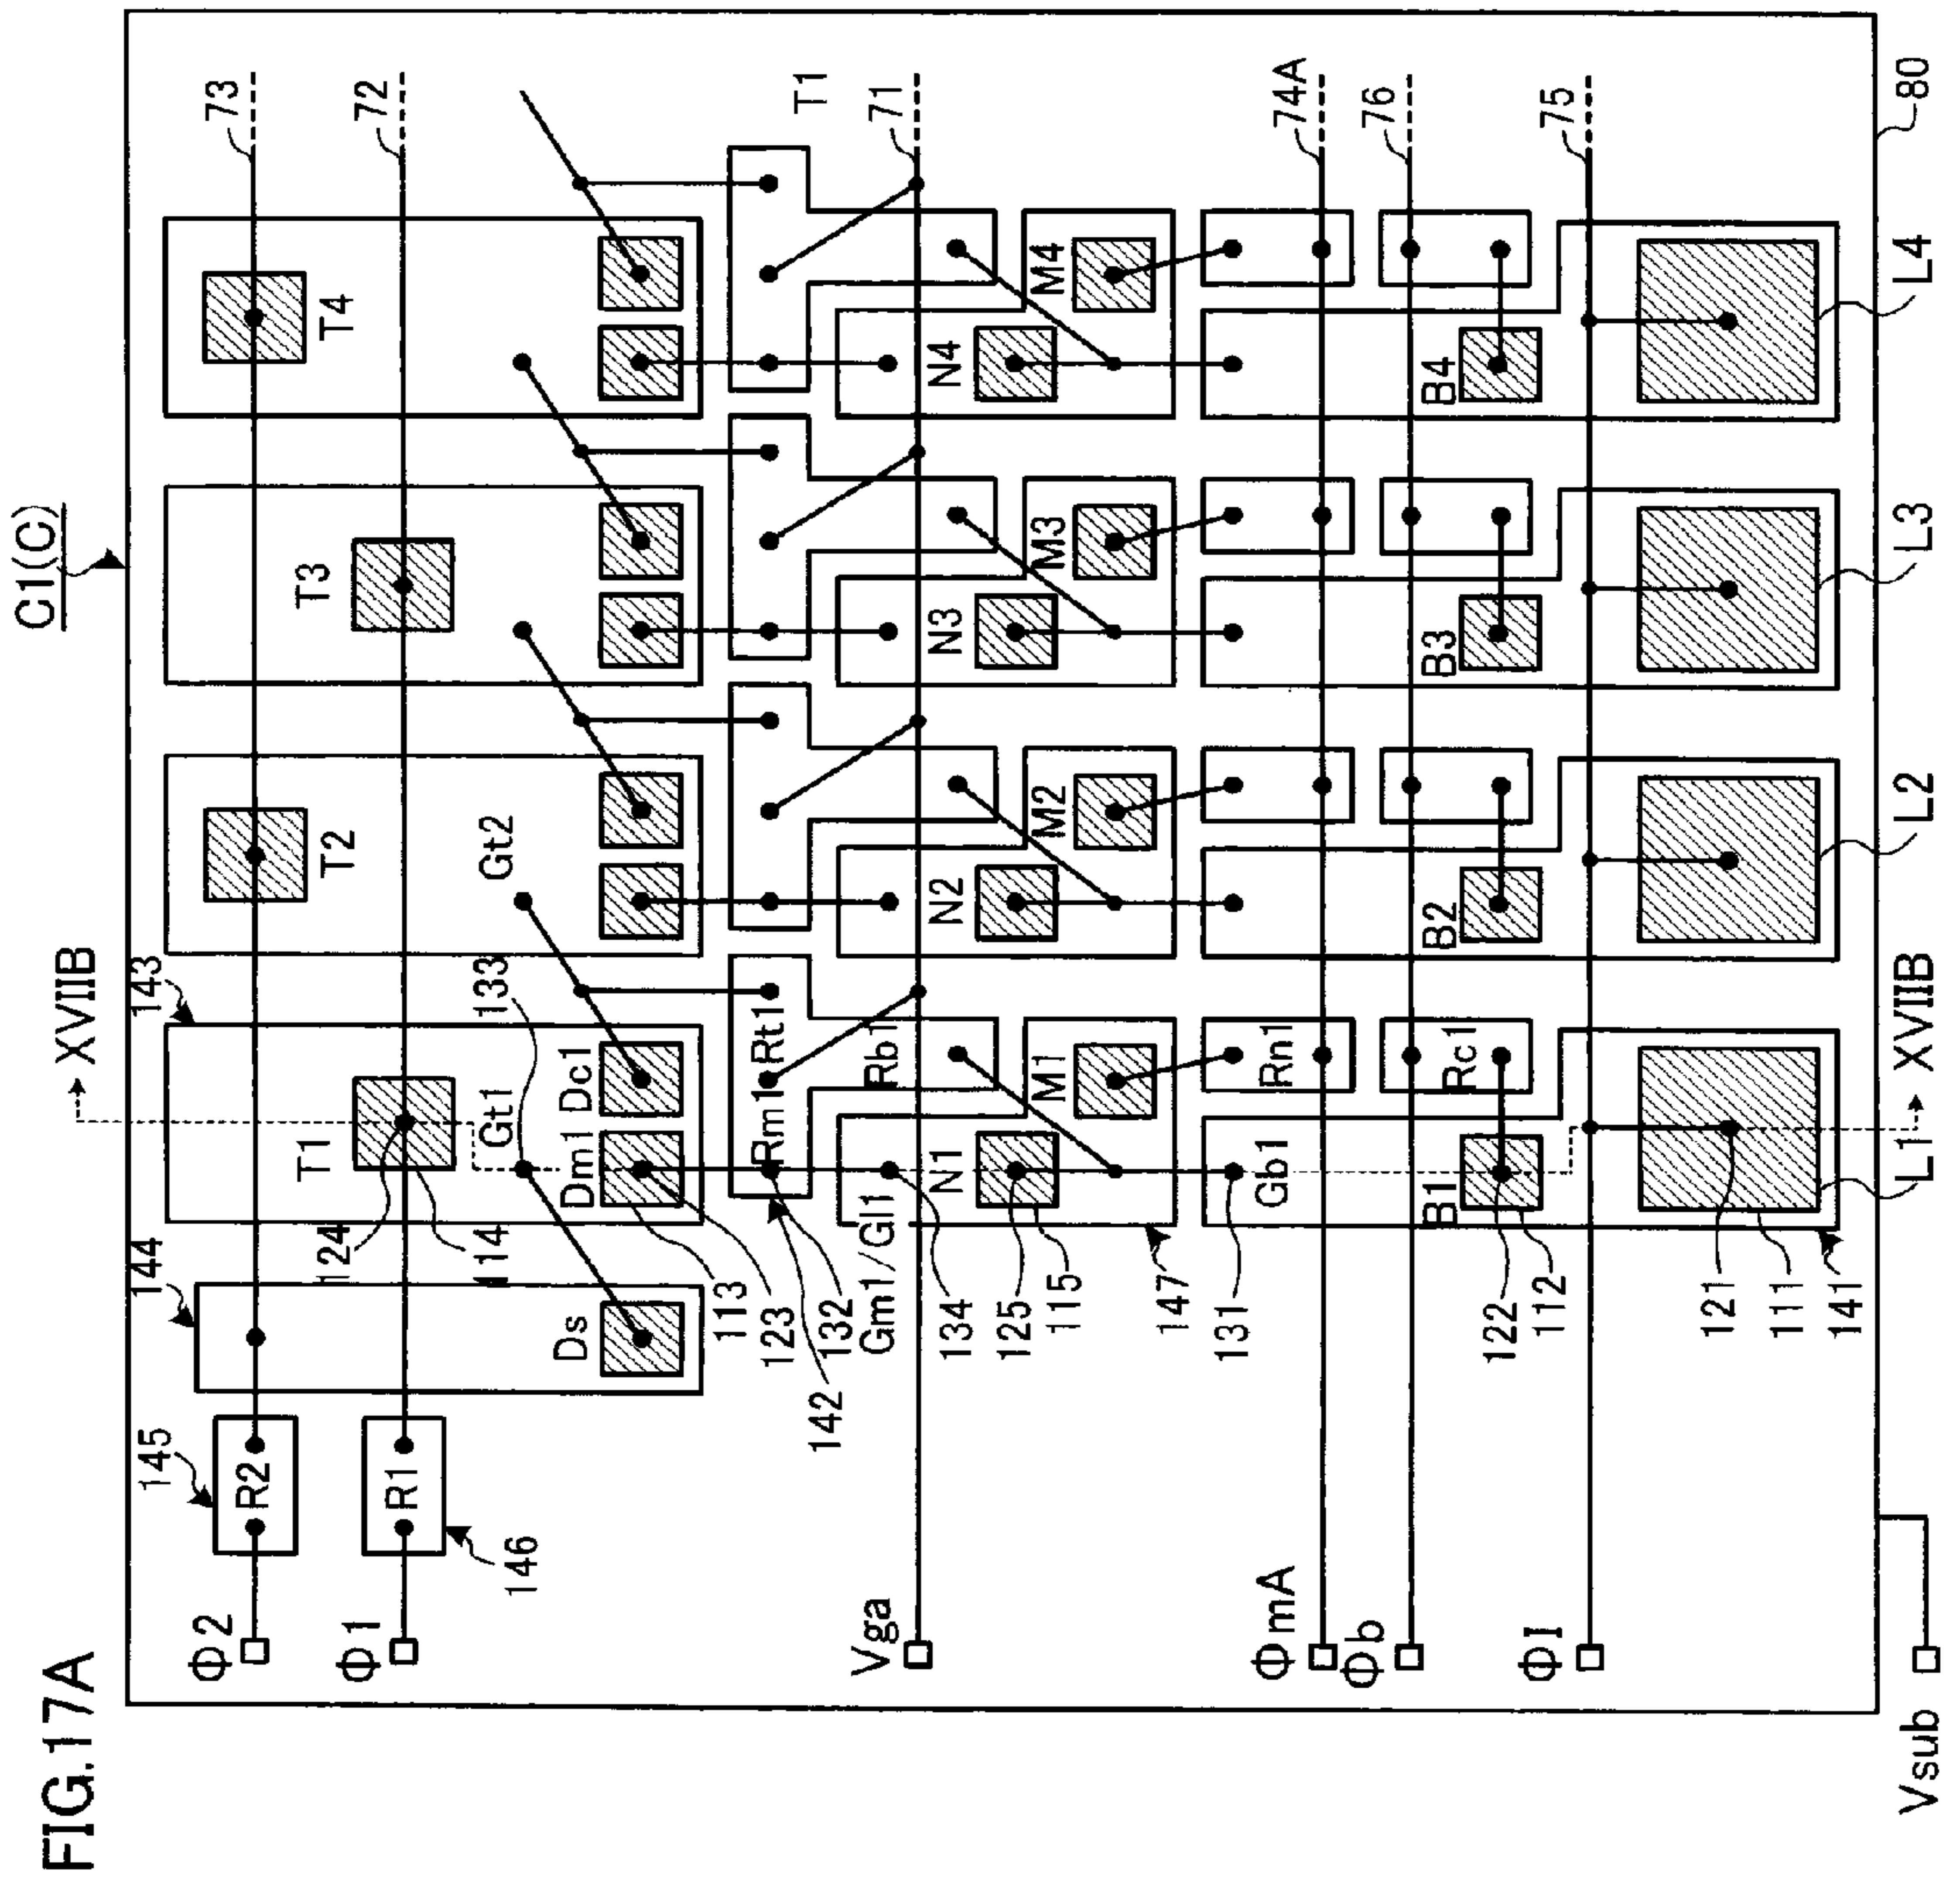 FIG.17A
C1(C)
XVIIB
143
144
145
73
72
Φ2
R2
T2
T4
Φ1
R1
146
T1
T3
124
114
Gt1
133
Gt2
Ds
Dm1
Dc1
113
123
132
142
Rm1
Rt1
T1
71
Vga
Gm1/Gl1
Rb1
134
N1
N2
N3
N4
125
115
M1
M2
M3
M4
147
131
Gb1
Rn1
74A
ΦmA
Φb
76
Rc1
B1
B2
B3
B4
122
112
ΦI
75
121
111
141
L1
L2
L3
L4
XVIIB
80
Vsub